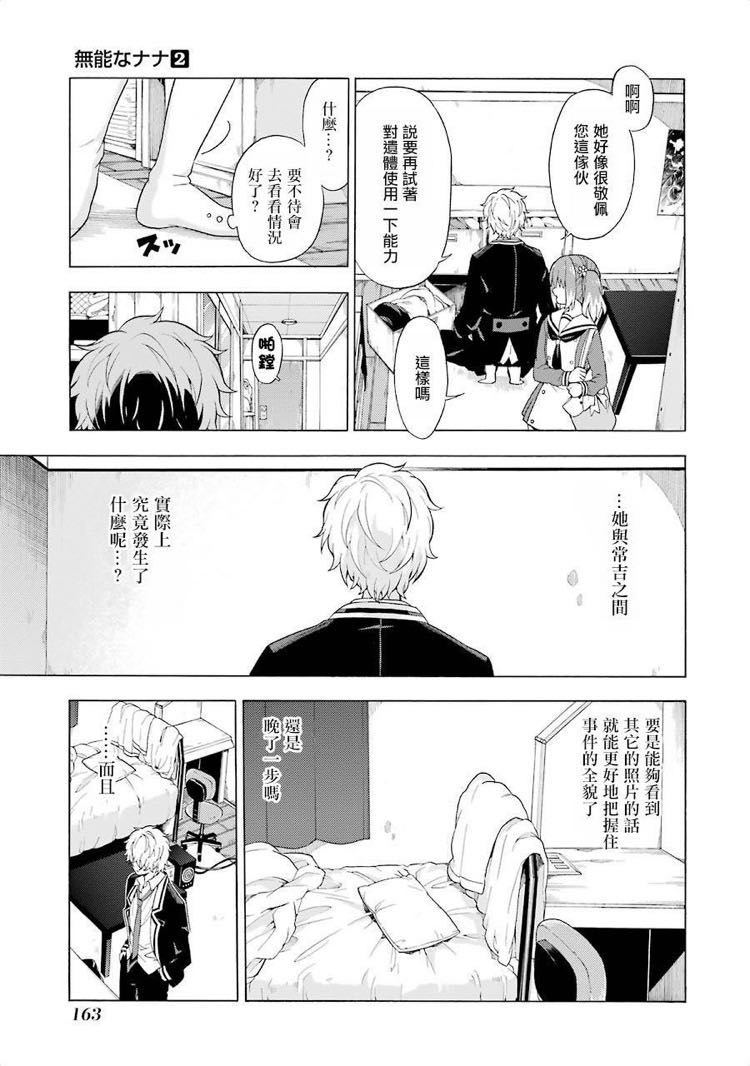 無能なナナ2
啊啊
她好像很敬佩
您這傢伙
說要再試著
對遺體使用一下能力
這樣嗎
什麼…?
要不待會
去看看情況
好了?
スッ
啪鏜
…她與常吉之間
實際上
究竟發生了
什麼呢…?
要是能夠看到
其它的照片的話
就能更好地把握住
事件的全貌了
還是
晚了一步嗎
……而且
163